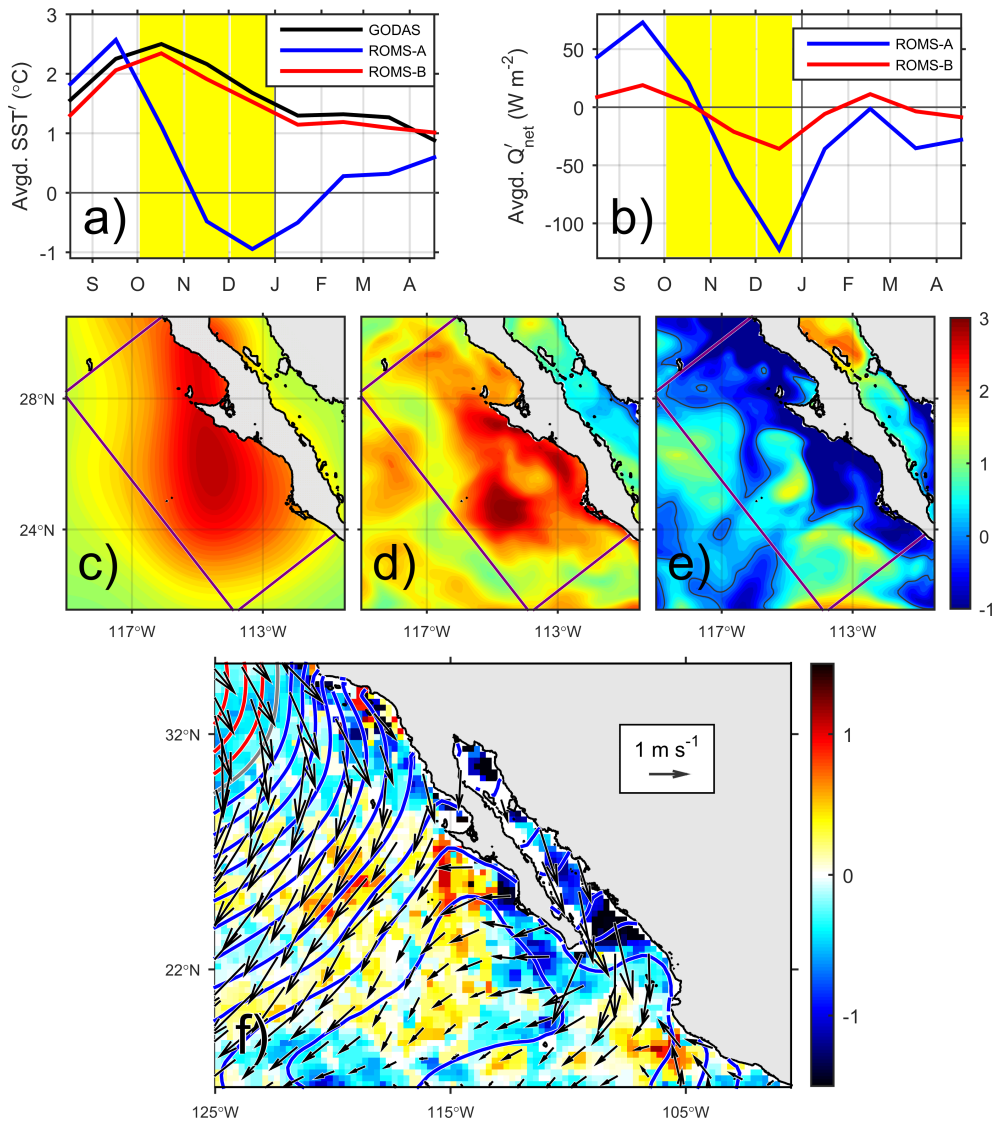 3
2
1
0
-1
Avgd. SST′ (°C)
GODAS
ROMS-A
ROMS-B
a)
S O N D J F M A
50
0
-50
-100
Avgd. Q′net (W m-2)
ROMS-A
ROMS-B
b)
S O N D J F M A
28°N
24°N
c)
117°W 113°W
d)
117°W 113°W
e)
117°W 113°W
3
2
1
0
-1
32°N
22°N
1 m s-1
f)
125°W 115°W 105°W
1
0
-1